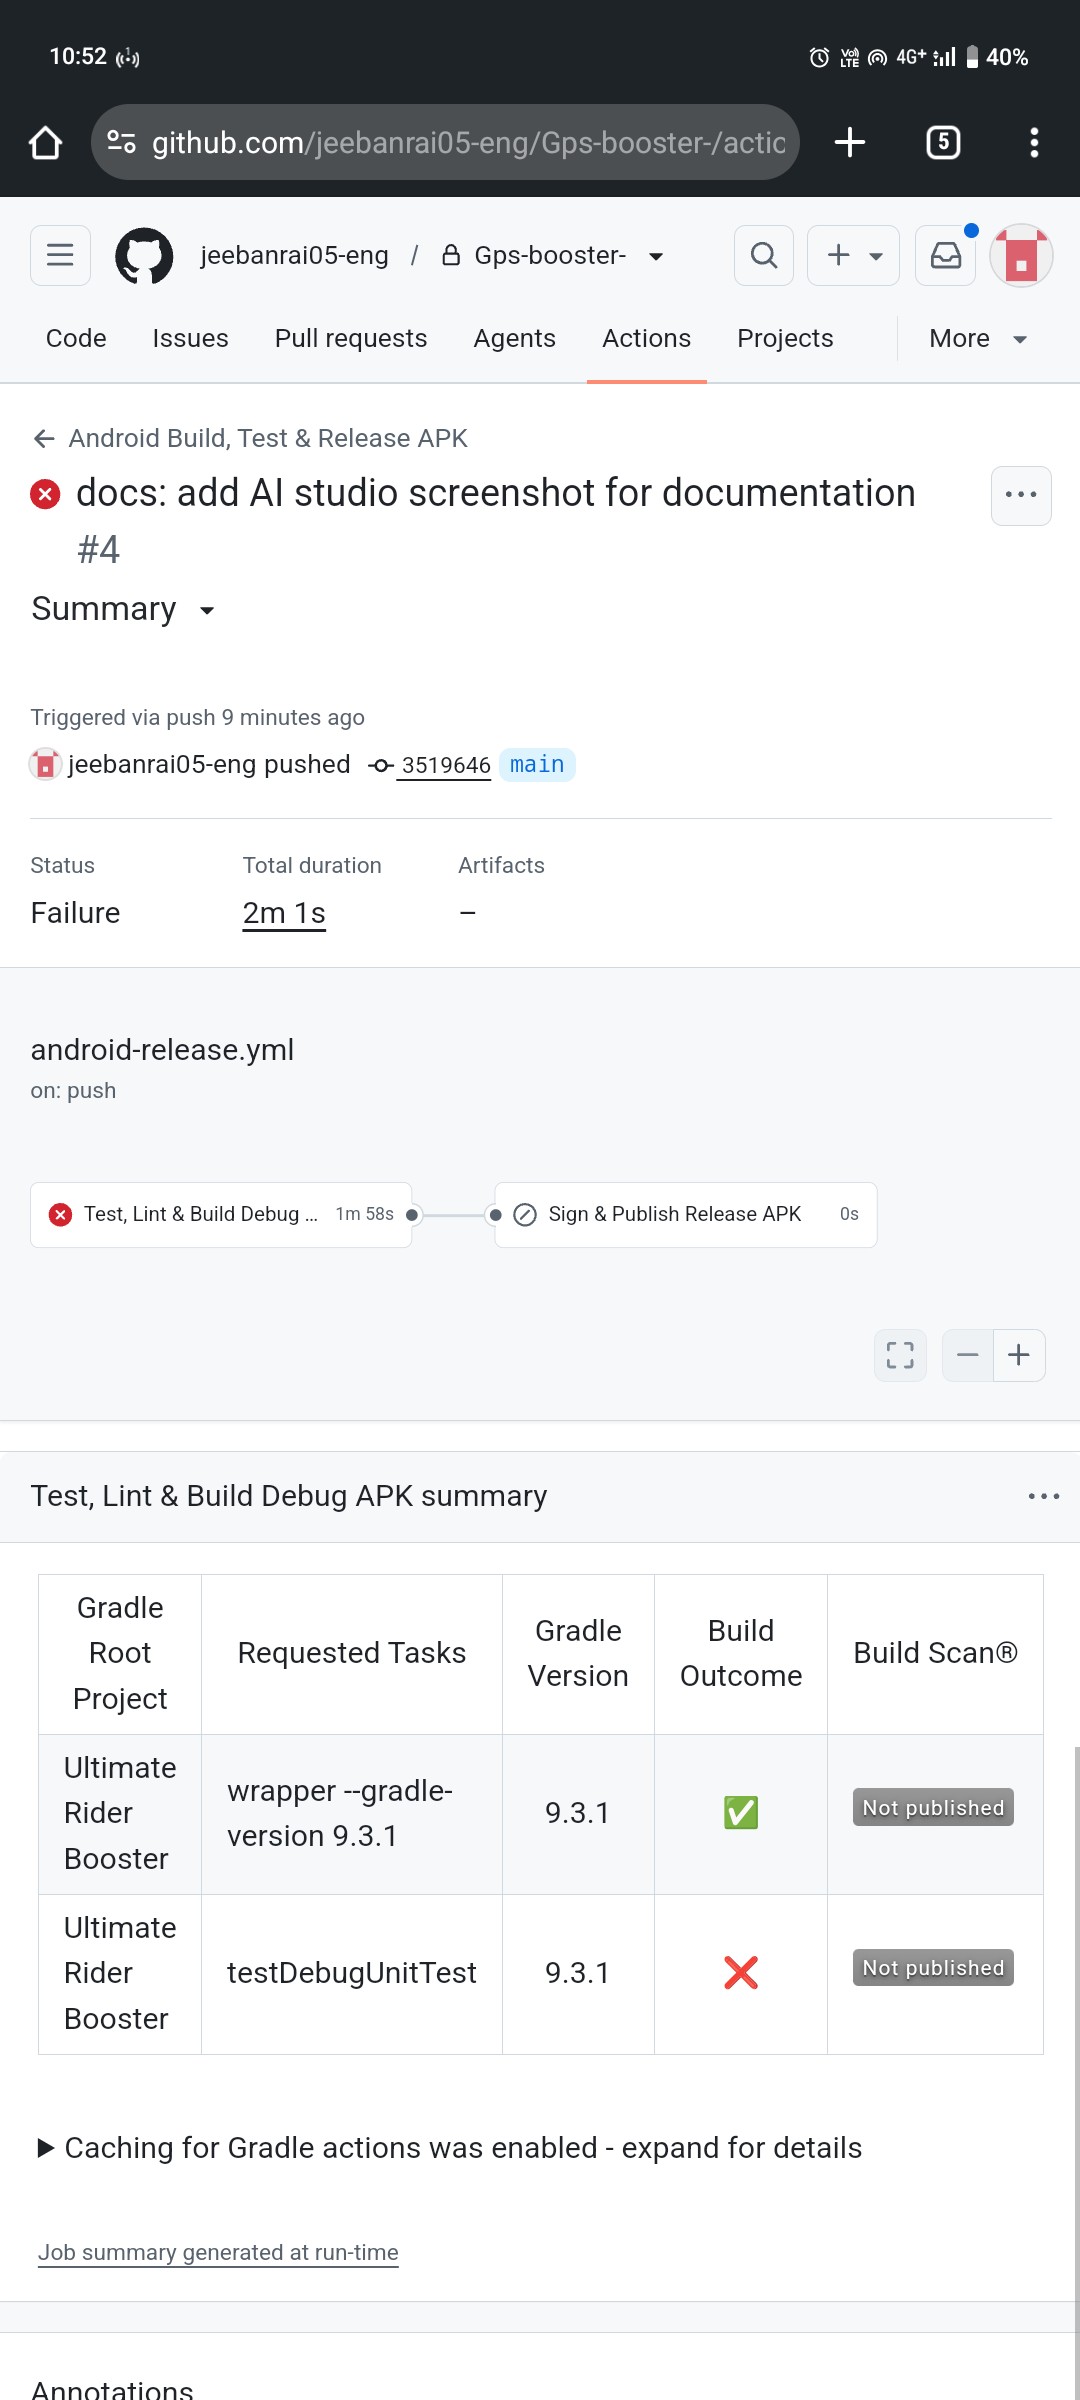 10:52
VoLTE 4G+ 40%
github.com/jeebanrai05-eng/Gps-booster-/actic
5
jeebanrai05-eng / Gps-booster-
Code Issues Pull requests Agents Actions Projects More
Android Build, Test & Release APK
docs: add AI studio screenshot for documentation
#4
Summary
Triggered via push 9 minutes ago
jeebanrai05-eng pushed 3519646 main
Status Total duration Artifacts
Failure 2m 1s –
android-release.yml
on: push
Test, Lint & Build Debug ... 1m 58s Sign & Publish Release APK 0s
Test, Lint & Build Debug APK summary
Gradle
Root
Project
Requested Tasks
Gradle
Version
Build
Outcome
Build Scan®
Ultimate
Rider
Booster
wrapper --gradle-
version 9.3.1
9.3.1
✅
Not published
Ultimate
Rider
Booster
testDebugUnitTest
9.3.1
❌
Not published
Caching for Gradle actions was enabled - expand for details
Job summary generated at run-time
Annotations